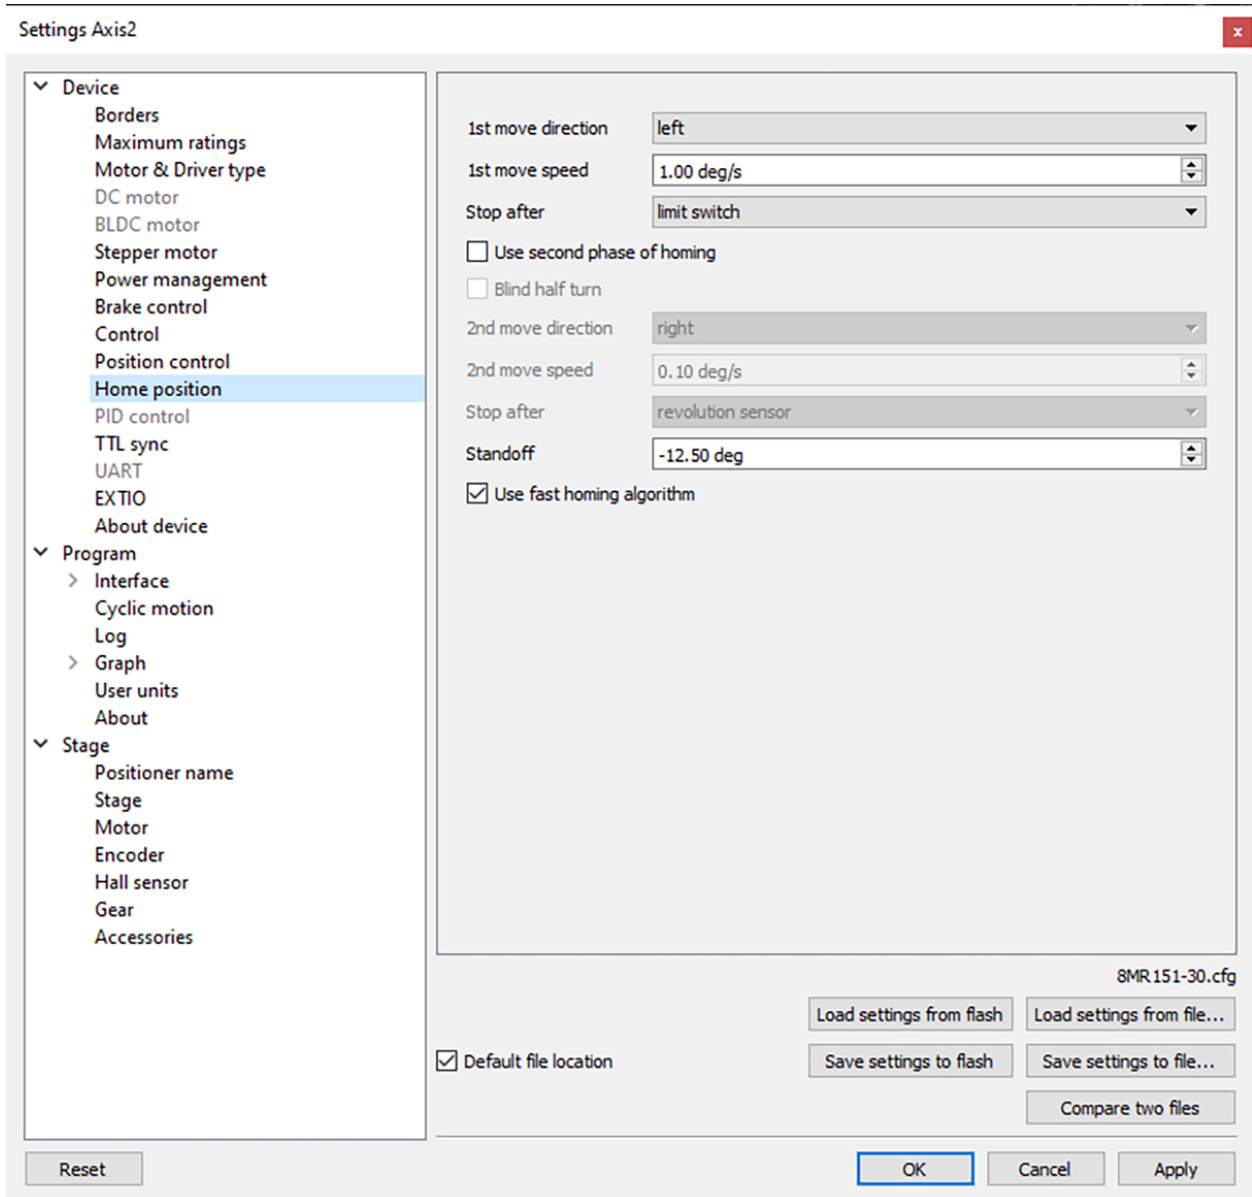 Settings Axis2
x
Device
Borders
Maximum ratings
Motor & Driver type
DC motor
BLDC motor
Stepper motor
Power management
Brake control
Control
Position control
Home position
PID control
TTL sync
UART
EXTIO
About device
Program
Interface
Cyclic motion
Log
Graph
User units
About
Stage
Positioner name
Stage
Motor
Encoder
Hall sensor
Gear
Accessories
1st move direction left
1st move speed 1.00 deg/s
Stop after limit switch
Use second phase of homing
Blind half turn
2nd move direction right
2nd move speed 0.10 deg/s
Stop after revolution sensor
Standoff -12.50 deg
Use fast homing algorithm
8MR151-30.cfg
Load settings from flash Load settings from file...
Default file location Save settings to flash Save settings to file...
Compare two files
Reset OK Cancel Apply